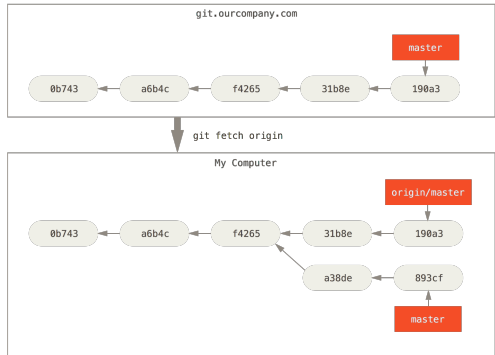 git.ourcompany.com
master
0b743 a6b4c f4265 31b8e 190a3
git fetch origin
My Computer
origin/master
0b743 a6b4c f4265 31b8e 190a3
a38de 893cf
master